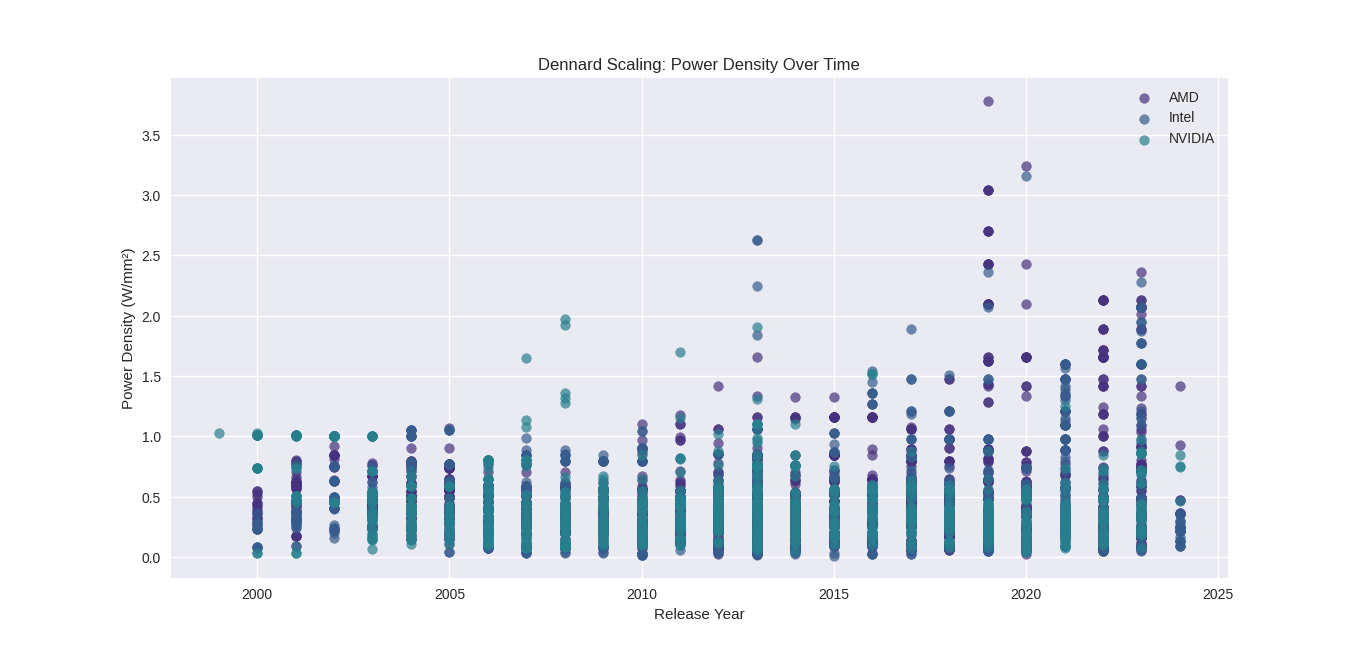 Dennard Scaling: Power Density Over Time
AMD
Intel
NVIDIA
Power Density (W/mm²)
3.5
3.0
2.5
2.0
1.5
1.0
0.5
0.0
2000
2005
2010
2015
2020
2025
Release Year